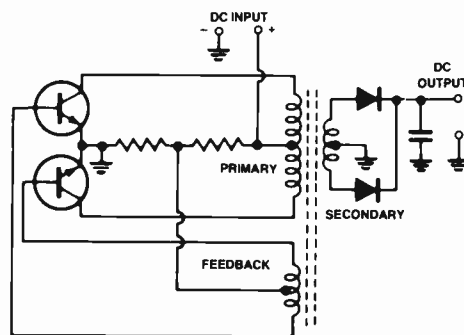 DC INPUT
− +
DC
OUTPUT
PRIMARY
SECONDARY
FEEDBACK